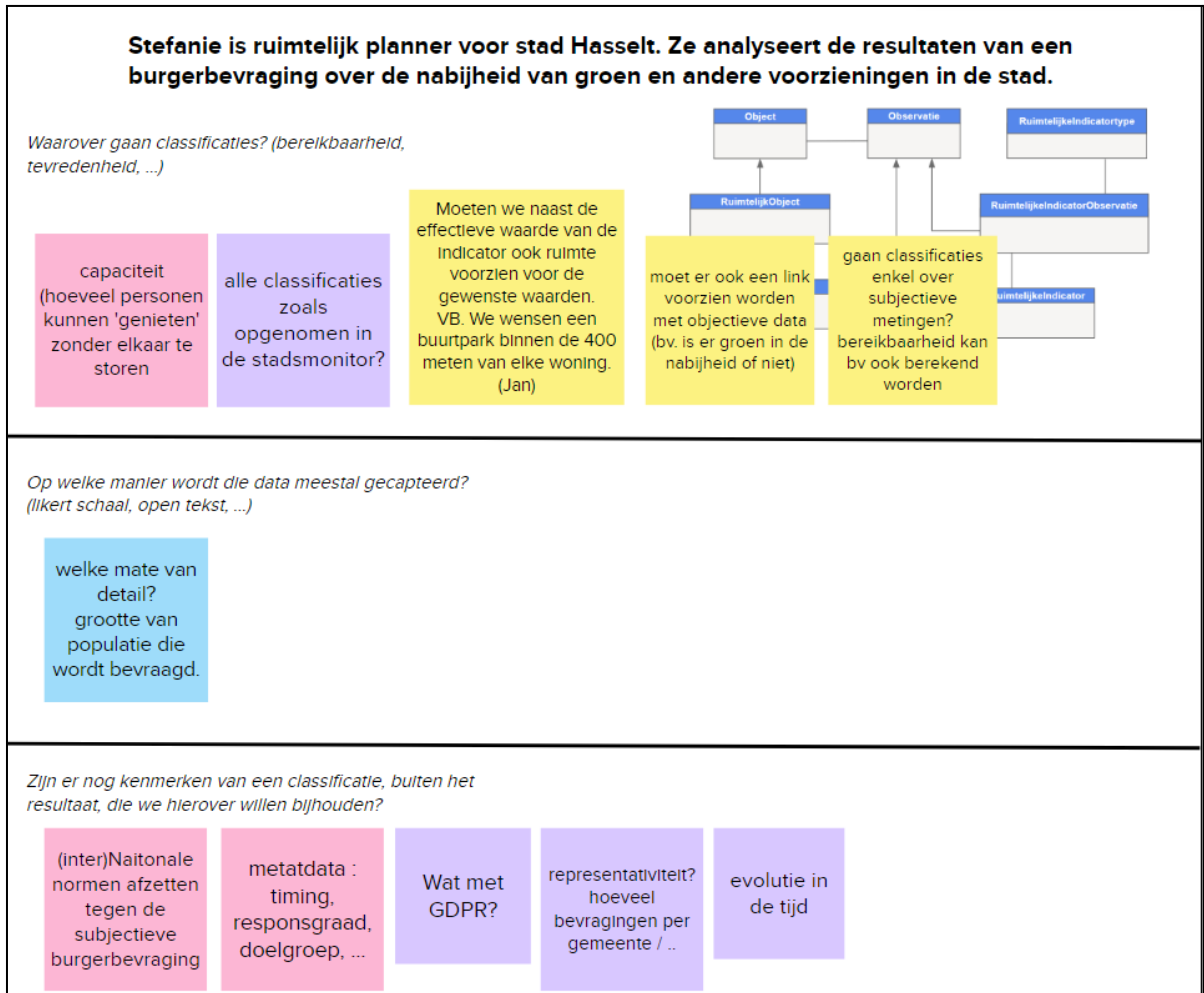 Stefanie is ruimtelijk planner voor stad Hasselt. Ze analyseert de resultaten van een
burgerbevraging over de nabijheid van groen en andere voorzieningen in de stad.
Waarover gaan classificaties? (bereikbaarheid,
tevredenheid, ...)
capaciteit
(hoeveel personen
kunnen 'genieten'
zonder elkaar te
storen
alle classificaties
zoals
opgenomen in
de stadsmonitor?
Moeten we naast de
effectieve waarde van de
indicator ook ruimte
voorzien voor de
gewenste waarden.
VB. We wensen een
buurtpark binnen de 400
meten van elke woning.
(Jan)
Object
Observatie
RuimtelijkeIndicatortype
RuimtelijkObject
RuimtelijkeIndicatorObservatie
uimtelijkeIndicator
moet er ook een link
voorzien worden
met objectieve data
(bv. is er groen in de
nabijheid of niet)
gaan classificaties
enkel over
subjectieve
metingen?
bereikbaarheid kan
bv ook berekend
worden
Op welke manier wordt die data meestal gecapteerd?
(likert schaal, open tekst, ...)
welke mate van
detail?
grootte van
populatie die
wordt bevraagd.
Zijn er nog kenmerken van een classificatie, buiten het
resultaat, die we hierover willen bijhouden?
(inter)Naitonale
normen afzetten
tegen de
subjectieve
burgerbevraging
metatdata :
timing,
responsgraad,
doelgroep, ...
Wat met
GDPR?
representativiteit?
hoeveel
bevragingen per
gemeente / ..
evolutie in
de tijd